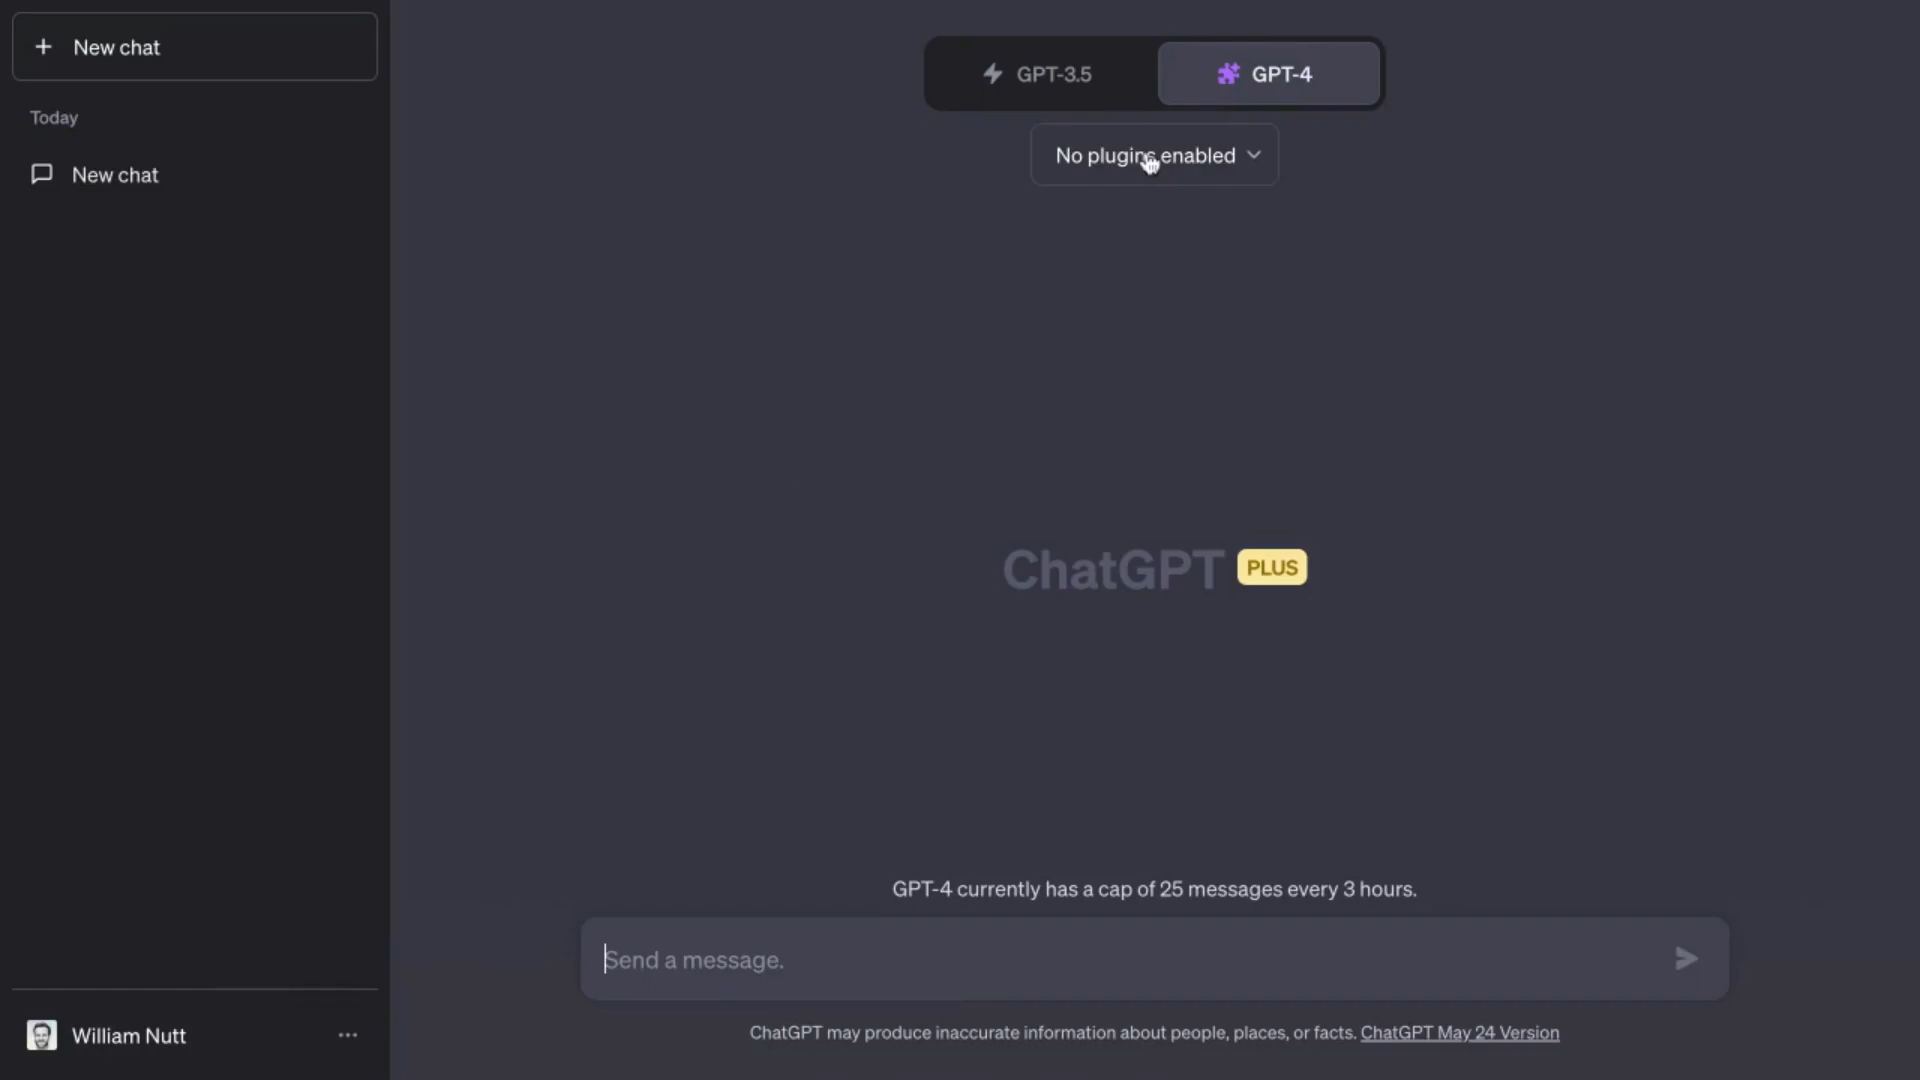 New chat
Today
New chat
GPT-3.5
GPT-4
No plugins enabled
ChatGPT PLUS
GPT-4 currently has a cap of 25 messages every 3 hours.
Send a message.
ChatGPT may produce inaccurate information about people, places, or facts. ChatGPT May 24 Version
William Nutt